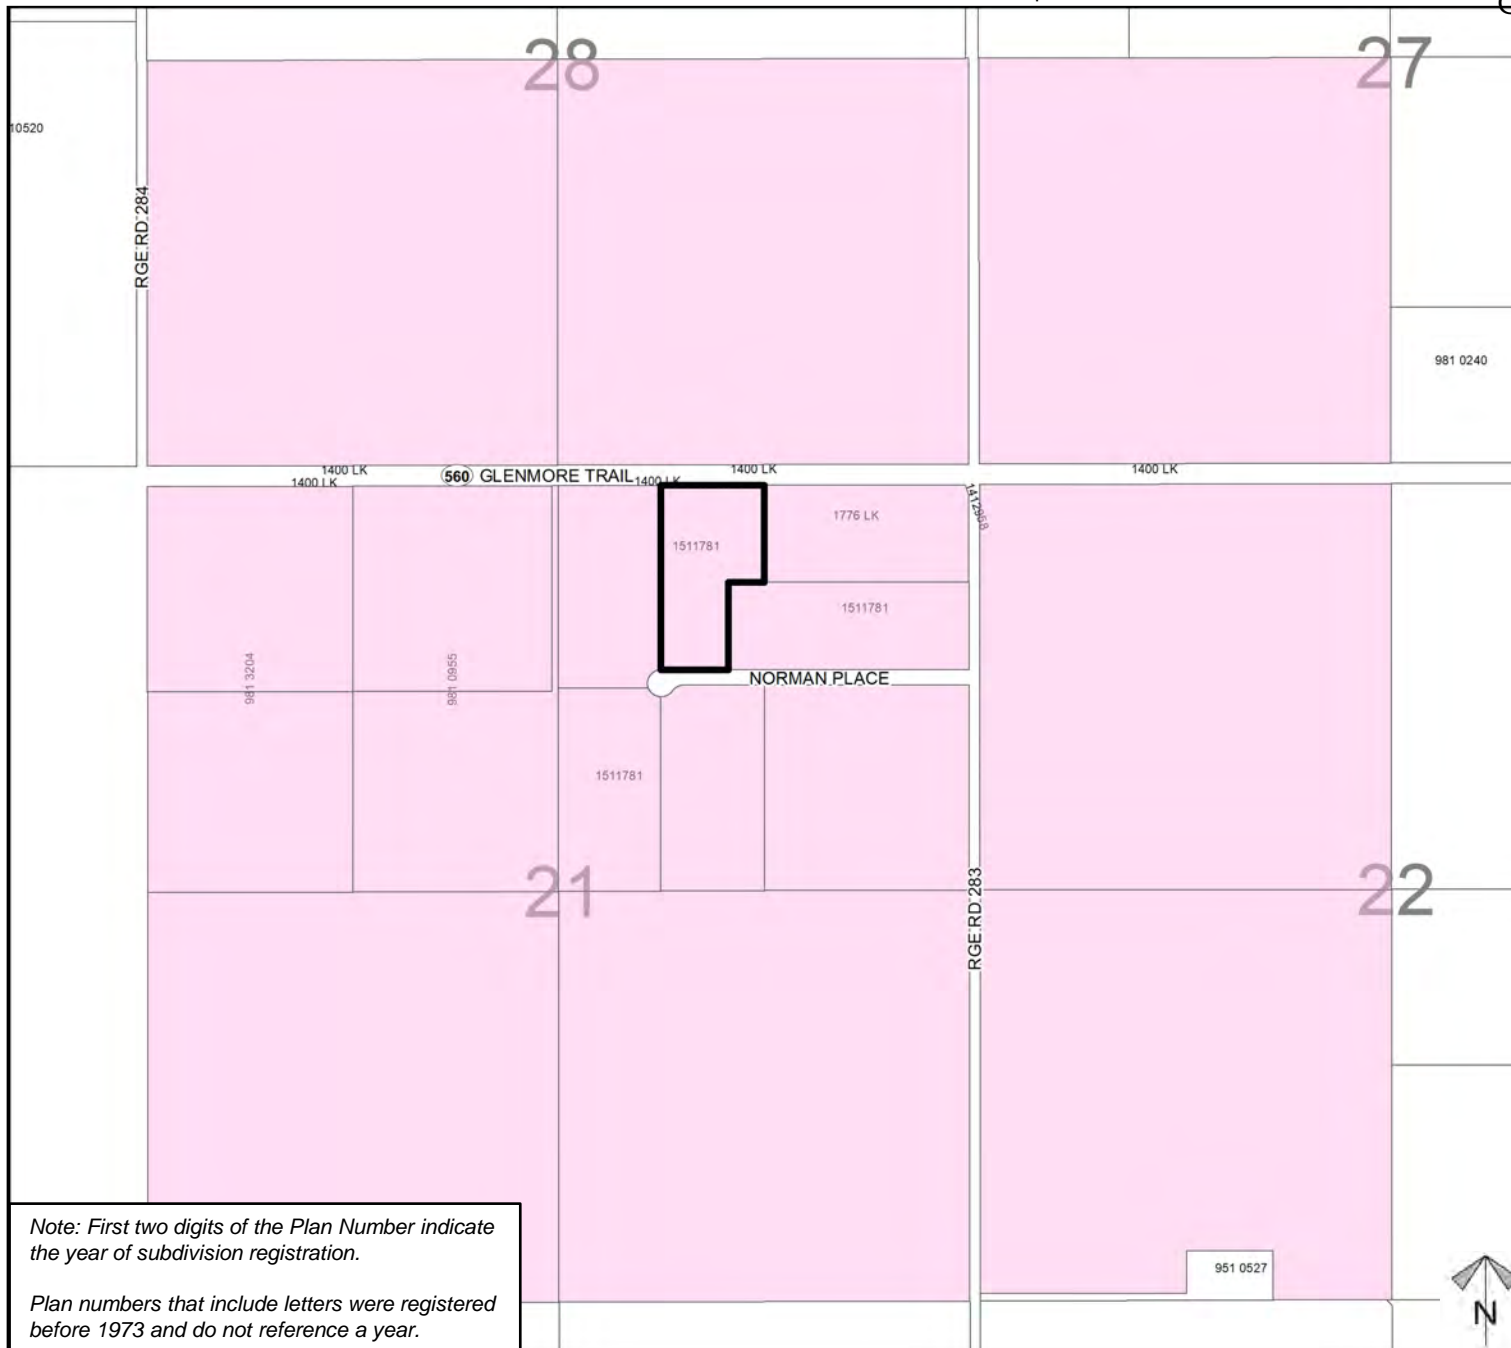 28
27
10520
RGE RD 284
981 0240
1400 LK
1400 LK
560 GLENMORE TRAIL
1400 LK
1400 LK
1400 LK
1412958
1776 LK
1511781
1511781
NORMAN PLACE
981 3204
981 0955
1511781
21
22
RGE RD 283
951 0527
Note: First two digits of the Plan Number indicate
the year of subdivision registration.
Plan numbers that include letters were registered
before 1973 and do not reference a year.
N